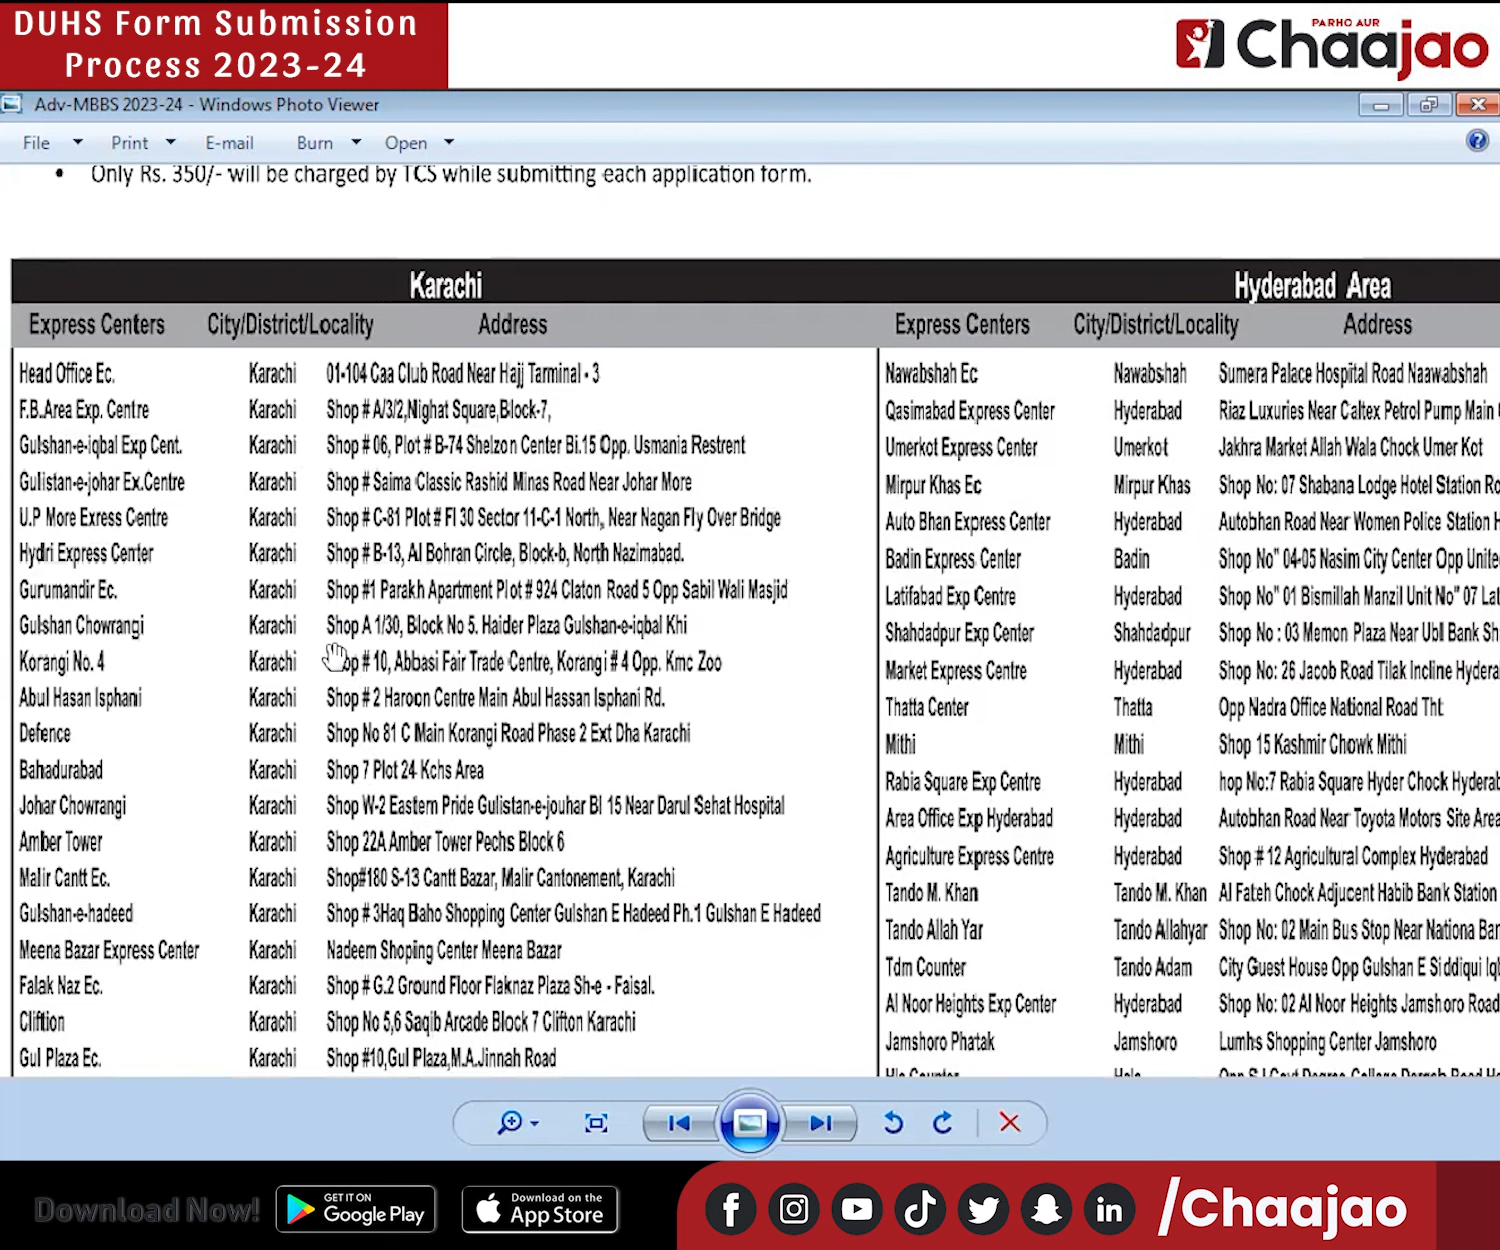 DUHS Form Submission
Process 2023-24
PARHO AUR
Chaajao
Adv-MBBS 2023-24 - Windows Photo Viewer
File Print E-mail Burn Open
• Only Rs. 350/- will be charged by TCS while submitting each application form.
Karachi
Express Centers City/District/Locality Address
Head Office Ec. Karachi 01-104 Caa Club Road Near Hajj Tarminal - 3
F.B.Area Exp. Centre Karachi Shop # A/3/2,Nighat Square,Block-7,
Gulshan-e-iqbal Exp Cent. Karachi Shop # 06, Plot # B-74 Shelzon Center Bl.15 Opp. Usmania Restrent
Gulistan-e-johar Ex.Centre Karachi Shop # Saima Classic Rashid Minas Road Near Johar More
U.P More Exress Centre Karachi Shop # C-81 Plot # Fl 30 Sector 11-C-1 North, Near Nagan Fly Over Bridge
Hydri Express Center Karachi Shop # B-13, Al Bohran Circle, Block-b, North Nazimabad.
Gurumandir Ec. Karachi Shop #1 Parakh Apartment Plot # 924 Claton Road 5 Opp Sabil Wali Masjid
Gulshan Chowrangi Karachi Shop A 1/30, Block No 5. Haider Plaza Gulshan-e-iqbal Khi
Korangi No. 4 Karachi # 10, Abbasi Fair Trade Centre, Korangi # 4 Opp. Kmc Zoo
Abul Hasan Isphani Karachi Shop # 2 Haroon Centre Main Abul Hassan Isphani Rd.
Defence Karachi Shop No 81 C Main Korangi Road Phase 2 Ext Dha Karachi
Bahadurabad Karachi Shop 7 Plot 24 Kchs Area
Johar Chowrangi Karachi Shop W-2 Eastern Pride Gulistan-e-jouhar Bl 15 Near Darul Sehat Hospital
Amber Tower Karachi Shop 22A Amber Tower Pechs Block 6
Malir Cantt Ec. Karachi Shop#180 S-13 Cantt Bazar, Malir Cantonement, Karachi
Gulshan-e-hadeed Karachi Shop # 3Haq Baho Shopping Center Gulshan E Hadeed Ph.1 Gulshan E Hadeed
Meena Bazar Express Center Karachi Nadeem Shoping Center Meena Bazar
Falak Naz Ec. Karachi Shop # G.2 Ground Floor Flaknaz Plaza Sh-e - Faisal.
Cliftion Karachi Shop No 5,6 Saqib Arcade Block 7 Clifton Karachi
Gul Plaza Ec. Karachi Shop #10,Gul Plaza,M.A.Jinnah Road
Hyderabad Area
Express Centers City/District/Locality Address
Nawabshah Ec Nawabshah Sumera Palace Hospital Road Naawabshah
Qasimabad Express Center Hyderabad Riaz Luxuries Near Caltex Petrol Pump Main
Umerkot Express Center Umerkot Jakhra Market Allah Wala Chock Umer Kot
Mirpur Khas Ec Mirpur Khas Shop No: 07 Shabana Lodge Hotel Station Ro
Auto Bhan Express Center Hyderabad Autobhan Road Near Women Police Station H
Badin Express Center Badin Shop No" 04-05 Nasim City Center Opp Unite
Latifabad Exp Centre Hyderabad Shop No" 01 Bismillah Manzil Unit No" 07 Lat
Shahdadpur Exp Center Shahdadpur Shop No : 03 Memon Plaza Near Ubl Bank Sh
Market Express Centre Hyderabad Shop No: 26 Jacob Road Tilak Incline Hydera
Thatta Center Thatta Opp Nadra Office National Road Tht
Mithi Mithi Shop 15 Kashmir Chowk Mithi
Rabia Square Exp Centre Hyderabad hop No:7 Rabia Square Hyder Chock Hyderab
Area Office Exp Hyderabad Hyderabad Autobhan Road Near Toyota Motors Site Area
Agriculture Express Centre Hyderabad Shop # 12 Agricultural Complex Hyderabad
Tando M. Khan Tando M. Khan Al Fateh Chock Adjucent Habib Bank Station
Tando Allah Yar Tando Allahyar Shop No: 02 Main Bus Stop Near Nationa Ban
Tdm Counter Tando Adam City Guest House Opp Gulshan E Siddiqui Iql
Al Noor Heights Exp Center Hyderabad Shop No: 02 Al Noor Heights Jamshoro Road
Jamshoro Phatak Jamshoro Lumhs Shopping Center Jamshoro
Download Now!
GET IT ON
Google Play
Download on the
App Store
/Chaajao